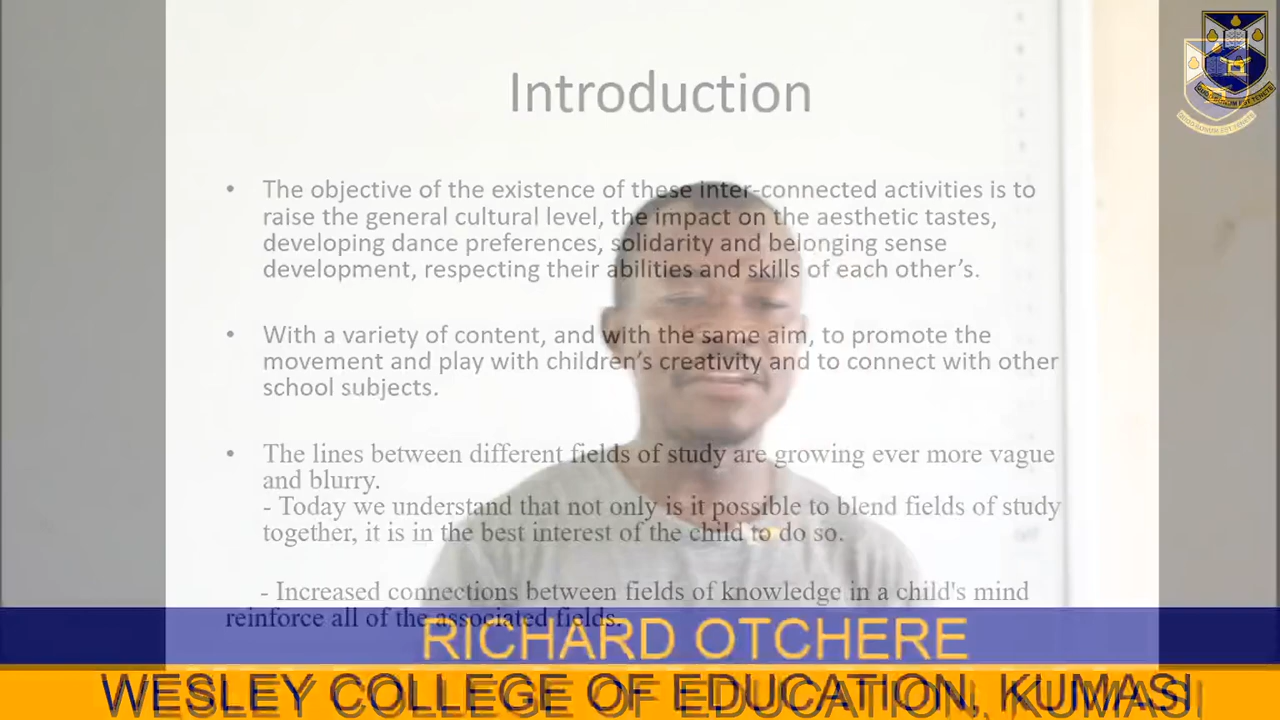 Introduction
• The objective of the existence of these inter-connected activities is to
raise the general cultural level, the impact on the aesthetic tastes,
developing dance preferences, solidarity and belonging sense
development, respecting their abilities and skills of each other's.
• With a variety of content, and with the same aim, to promote the
movement and play with children's creativity and to connect with other
school subjects.
• The lines between different fields of study are growing ever more vague
and blurry.
- Today we understand that not only is it possible to blend fields of study
together, it is in the best interest of the child to do so.
- Increased connections between fields of knowledge in a child's mind
reinforce all of the associated fields.
RICHARD OTCHERE
WESLEY COLLEGE OF EDUCATION, KUMASI